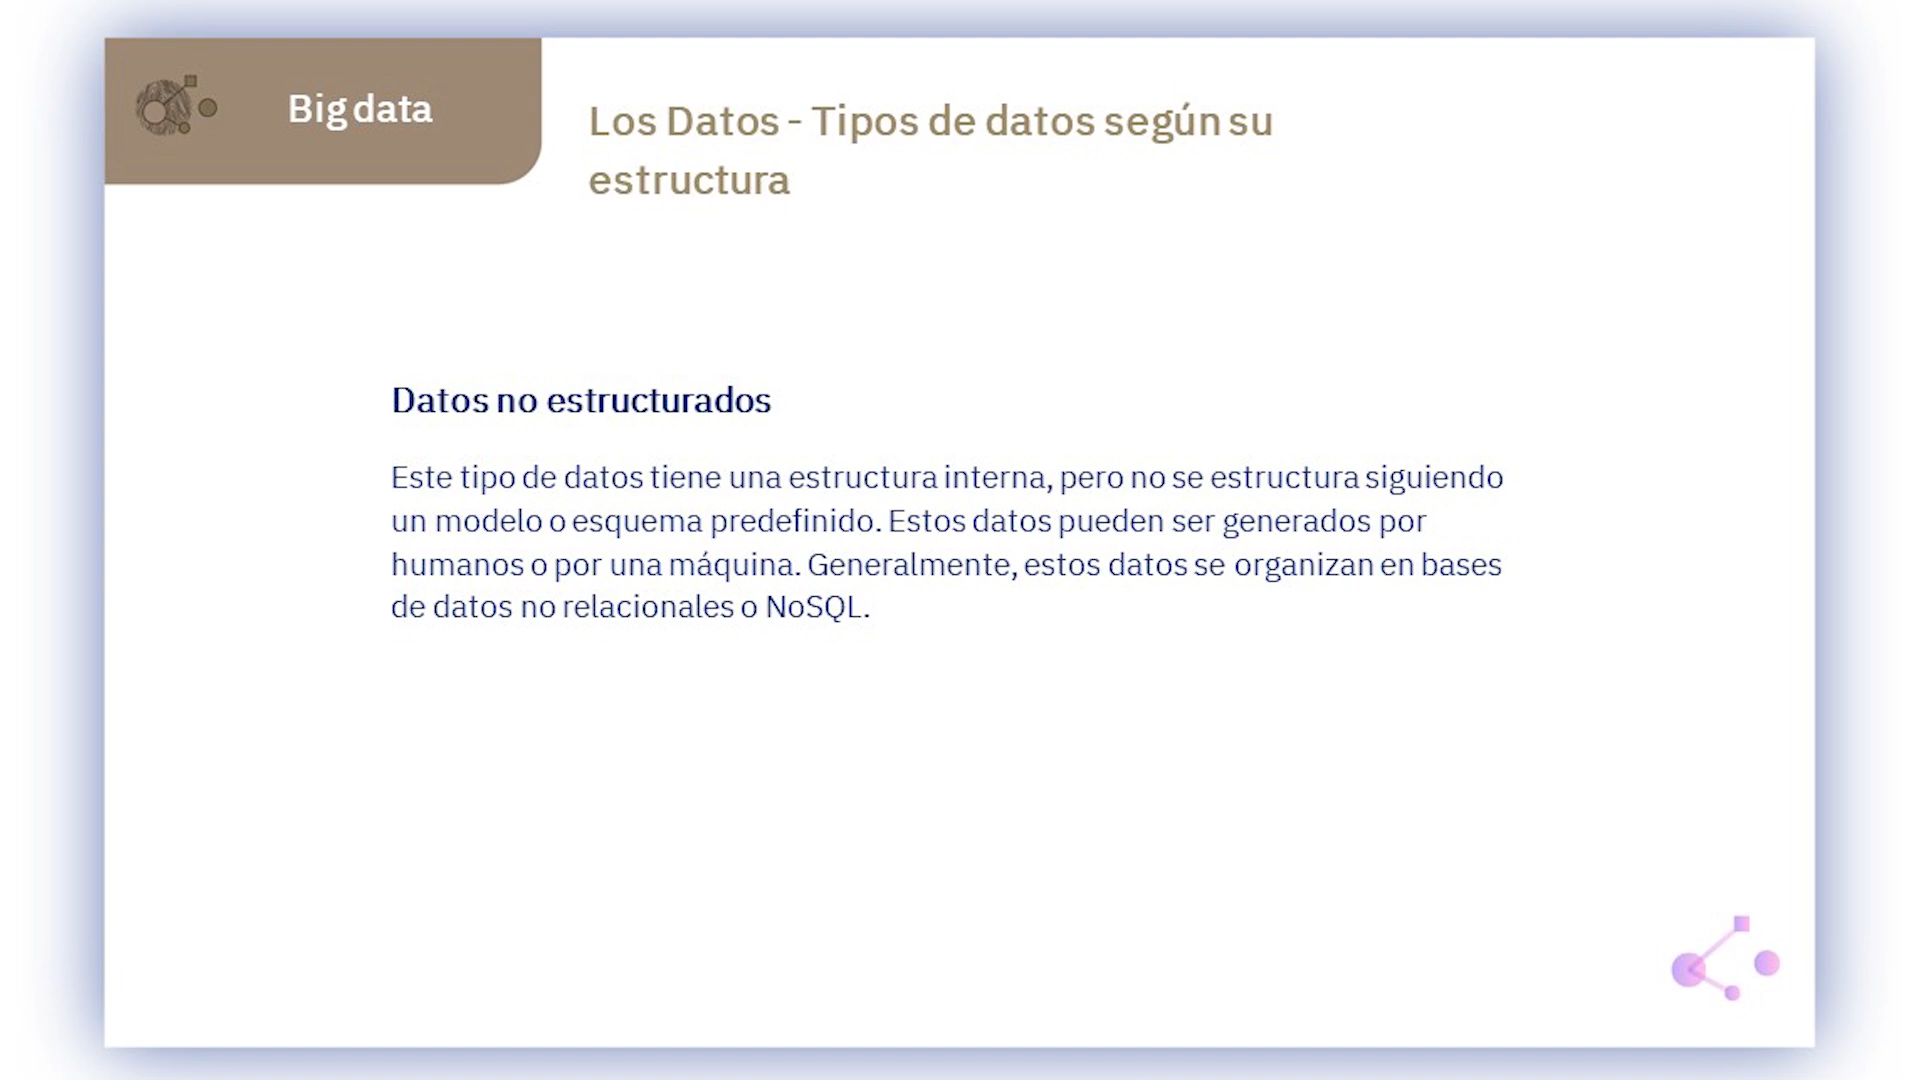 Big data
Los Datos - Tipos de datos según su
estructura
Datos no estructurados
Este tipo de datos tiene una estructura interna, pero no se estructura siguiendo
un modelo o esquema predefinido. Estos datos pueden ser generados por
humanos o por una máquina. Generalmente, estos datos se organizan en bases
de datos no relacionales o NoSQL.